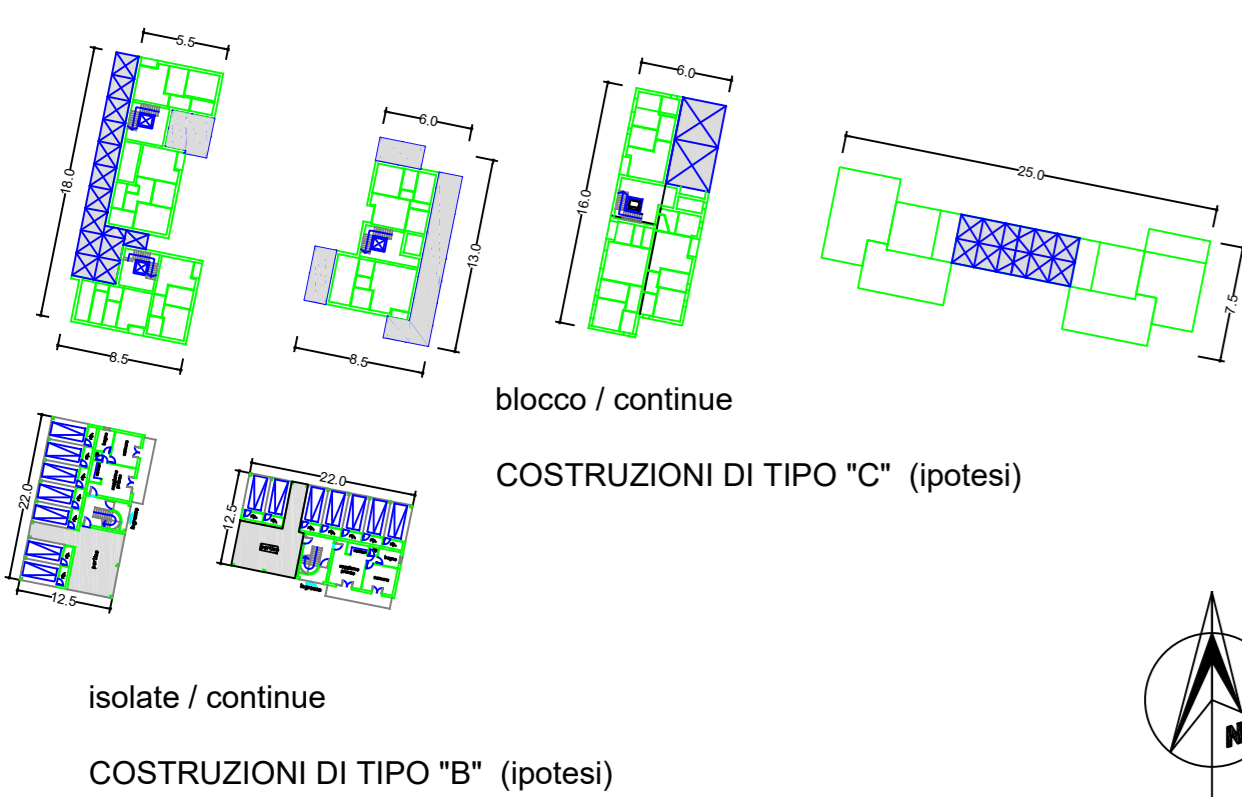 5.5
18.0
8.5
6.0
13.0
8.5
6.0
16.0
25.0
7.5
blocco / continue
COSTRUZIONI DI TIPO "C" (ipotesi)
22.0
12.5
22.0
12.5
isolate / continue
COSTRUZIONI DI TIPO "B" (ipotesi)
N